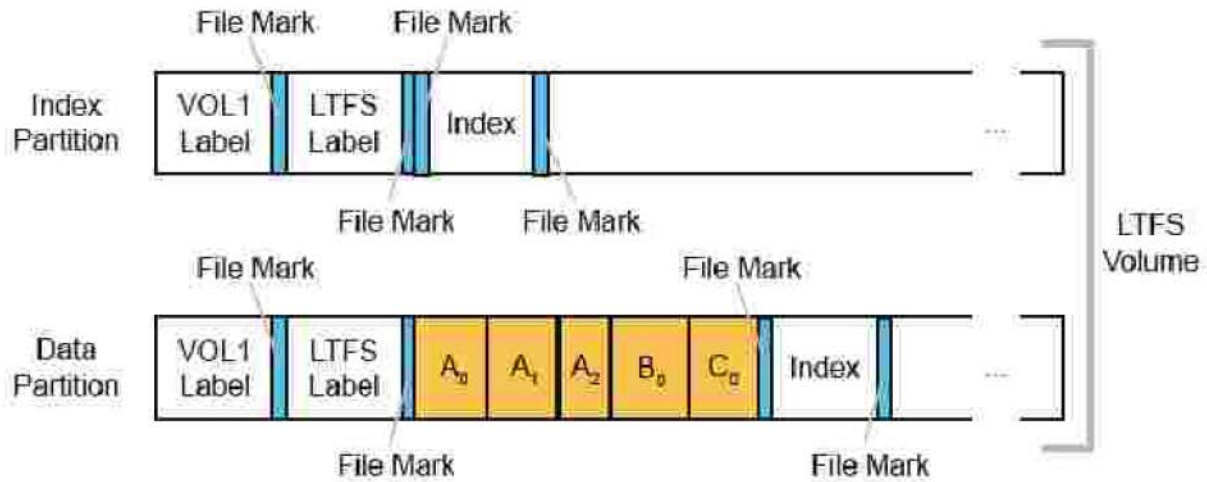 File Mark
File Mark
Index
Partition
VOL1
Label
LTFS
Label
Index
...
File Mark
File Mark
LTFS
Volume
File Mark
File Mark
Data
Partition
VOL1
Label
LTFS
Label
A₀
A₁
A₂
B₀
C₀
Index
...
File Mark
File Mark